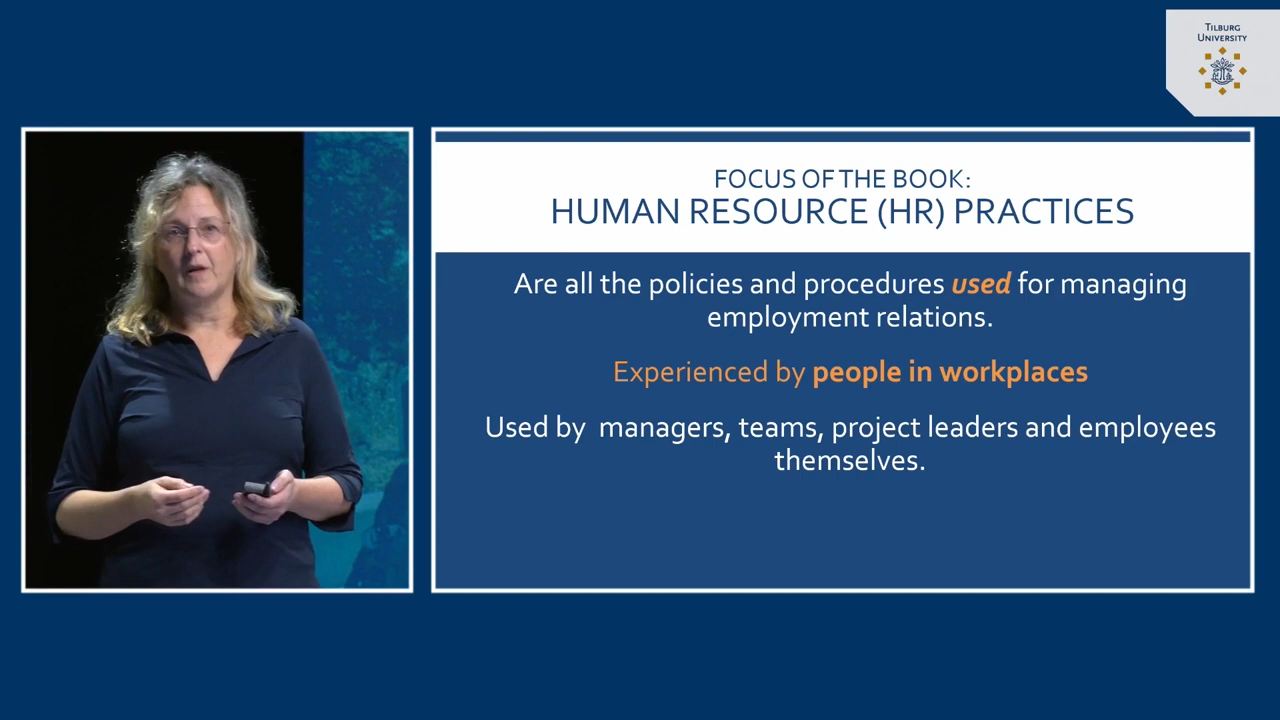 TILBURG
UNIVERSITY
FOCUS OF THE BOOK:
HUMAN RESOURCE (HR) PRACTICES
Are all the policies and procedures used for managing
employment relations.
Experienced by people in workplaces
Used by  managers, teams, project leaders and employees
themselves.